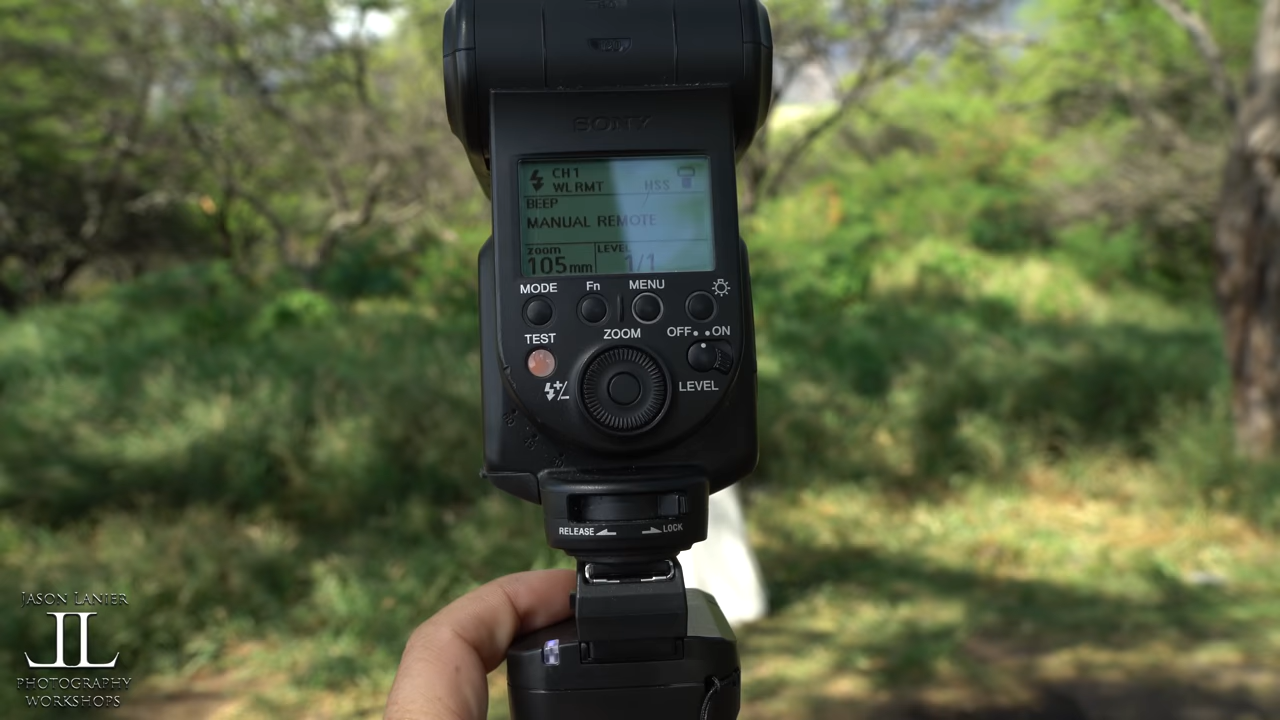 SONY
CH1
WL RMT HSS
BEEP
MANUAL REMOTE
zoom LEVEL
105mm 1/1
MODE Fn MENU
OFF ON
TEST ZOOM
LEVEL
RELEASE LOCK
JASON LANIER
JL
PHOTOGRAPHY
WORKSHOPS